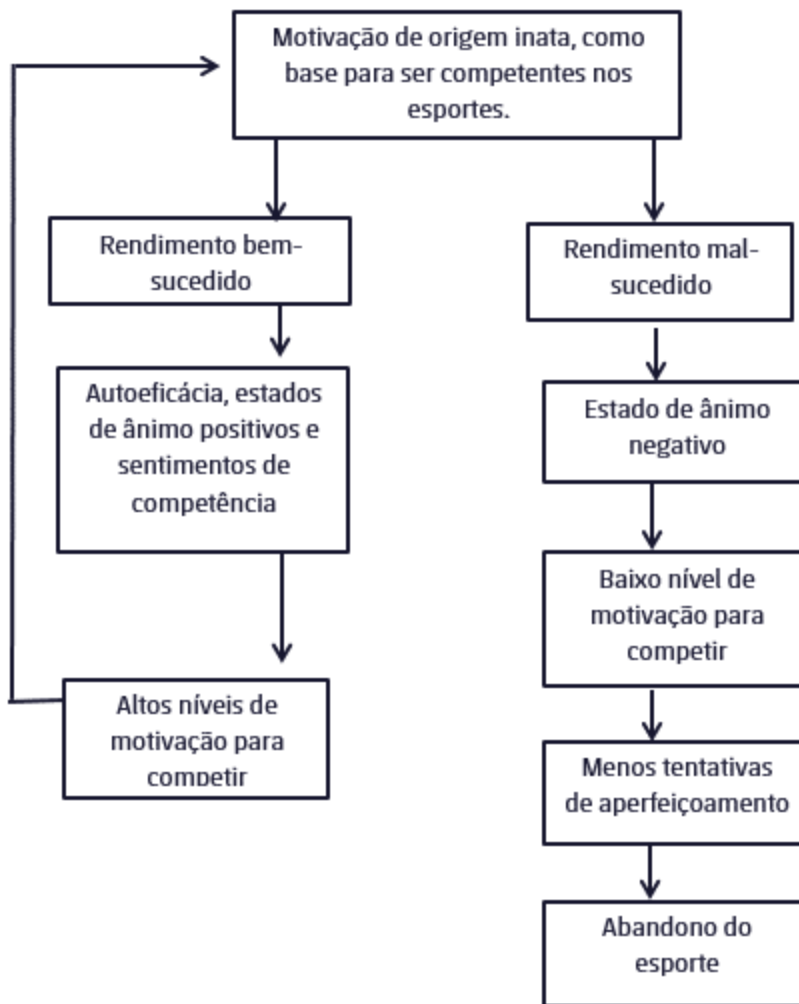 Motivação de origem inata, como
base para ser competentes nos
esportes.
Rendimento bem-
sucedido
Autoeficácia, estados
de ânimo positivos e
sentimentos de
competência
Altos níveis de
motivação para
competir
Rendimento mal-
sucedido
Estado de ânimo
negativo
Baixo nível de
motivação para
competir
Menos tentativas
de aperfeiçoamento
Abandono do
esporte